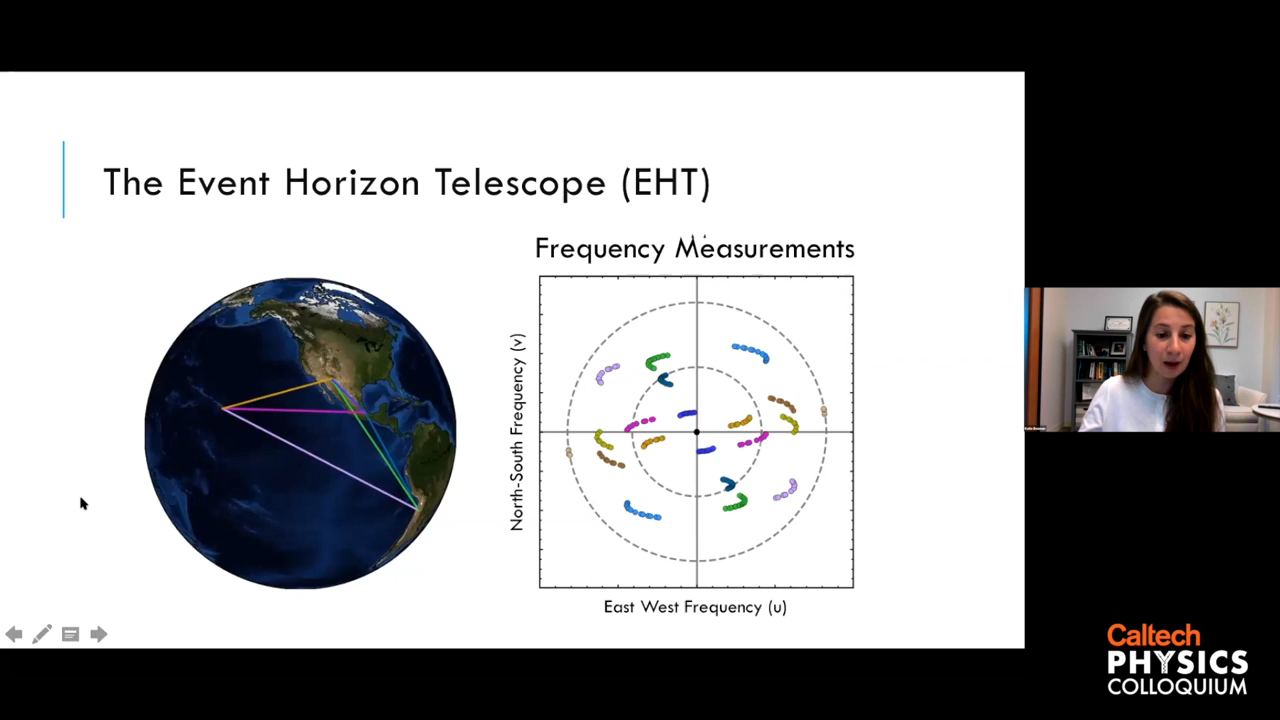 The Event Horizon Telescope (EHT)
Frequency Measurements
North-South Frequency (v)
East West Frequency (u)
Caltech
PHYSICS
COLLOQUIUM